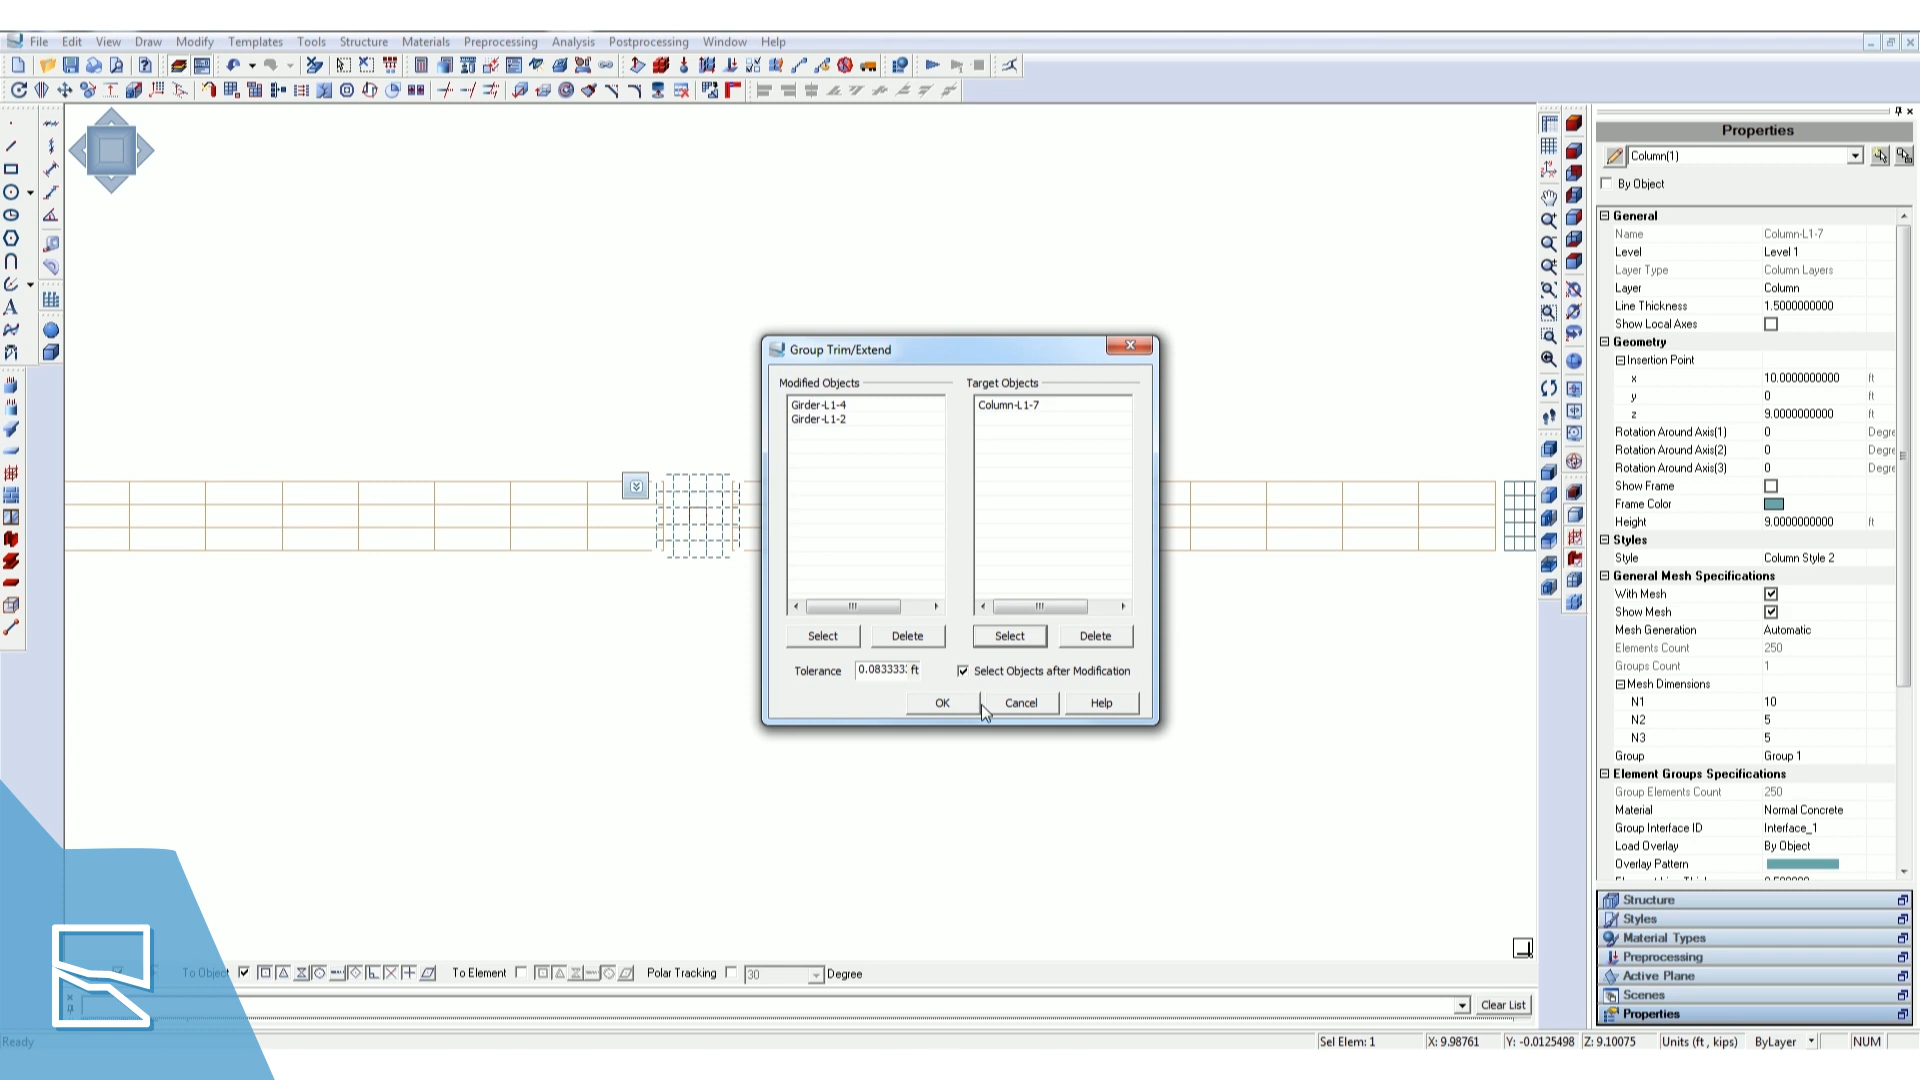 File Edit View Draw Modify Templates Tools Structure Materials Preprocessing Analysis Postprocessing Window Help
Properties
Column(1)
By Object
General
Name Column-L1-7
Level Level 1
Layer Type Column Layers
Layer Column
Line Thickness 1.5000000000
Show Local Axes
Geometry
Insertion Point
x 10.0000000000 ft
y 0 ft
z 9.0000000000 ft
Rotation Around Axis(1) 0 Degre
Rotation Around Axis(2) 0 Degre
Rotation Around Axis(3) 0 Degre
Show Frame
Frame Color
Height 9.0000000000 ft
Styles
Style Column Style 2
General Mesh Specifications
With Mesh
Show Mesh
Mesh Generation Automatic
Elements Count 250
Groups Count 1
Mesh Dimensions
N1 10
N2 5
N3 5
Group Group 1
Element Groups Specifications
Group Elements Count 250
Material Normal Concrete
Group Interface ID Interface_1
Load Overlay By Object
Overlay Pattern
Structure
Styles
Material Types
Preprocessing
Active Plane
Scenes
Properties
Group Trim/Extend
Modified Objects Target Objects
Girder-L1-4 Column-L1-7
Girder-L1-2
Select Delete Select Delete
Tolerance 0.083333: ft Select Objects after Modification
OK Cancel Help
To Object To Element Polar Tracking 30 Degree
Clear List
Ready Sel Elem: 1 X: 9.98761 Y: -0.0125498 Z: 9.10075 Units (ft , kips) ByLayer NUM